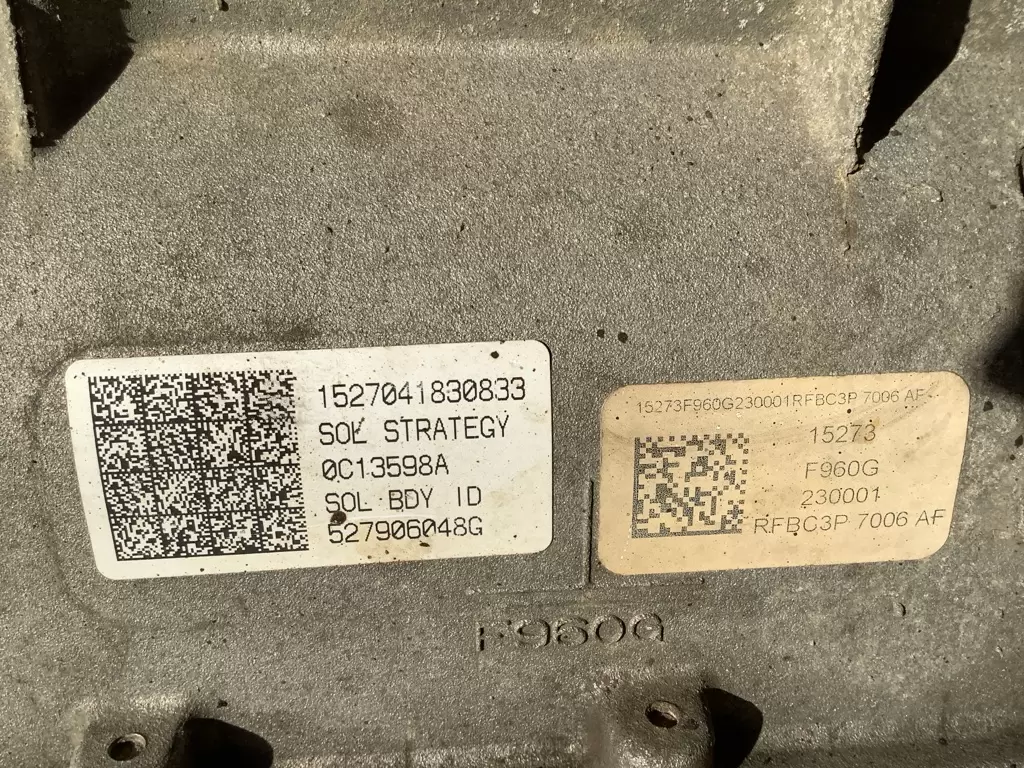 1527041830833
SOL STRATEGY
0C13598A
SOL BDY ID
527906048G
15273F960G230001RFBC3P 7006 AF
15273
F960G
230001
RFBC3P 7006 AF
F960G